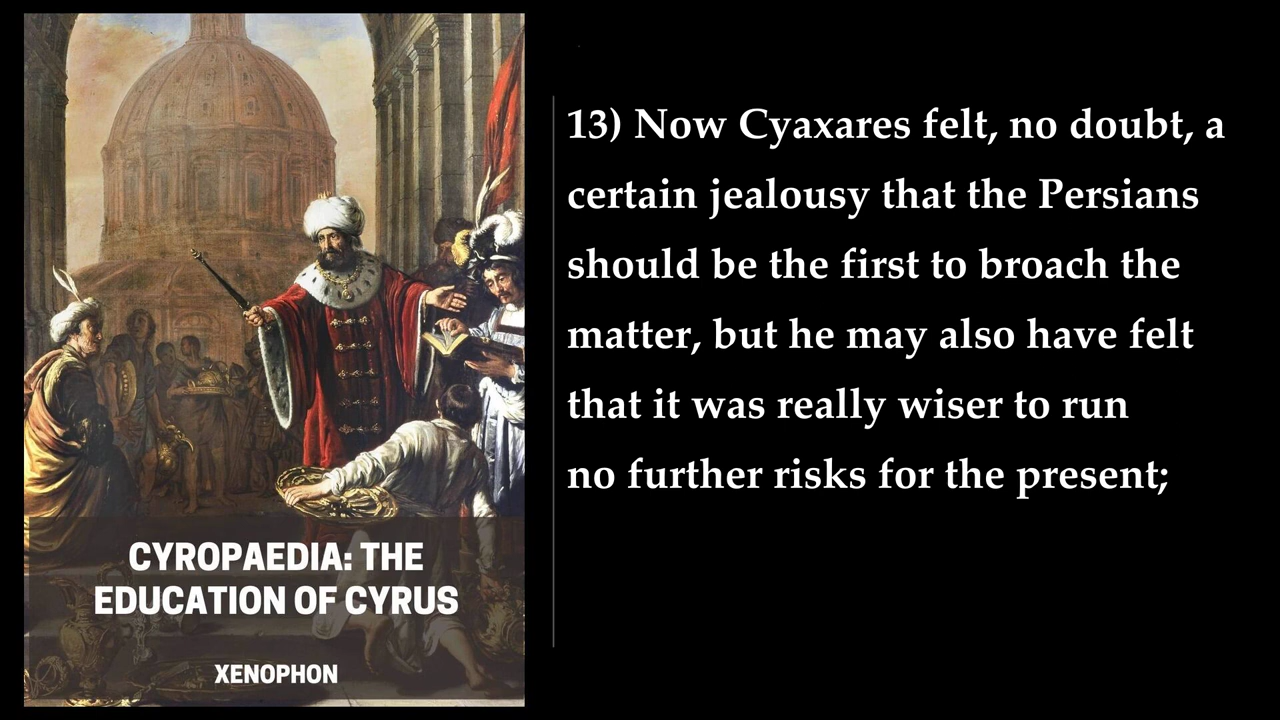 CYROPAEDIA: THE
EDUCATION OF CYRUS
XENOPHON
13) Now Cyaxares felt, no doubt, a
certain jealousy that the Persians
should be the first to broach the
matter, but he may also have felt
that it was really wiser to run
no further risks for the present;